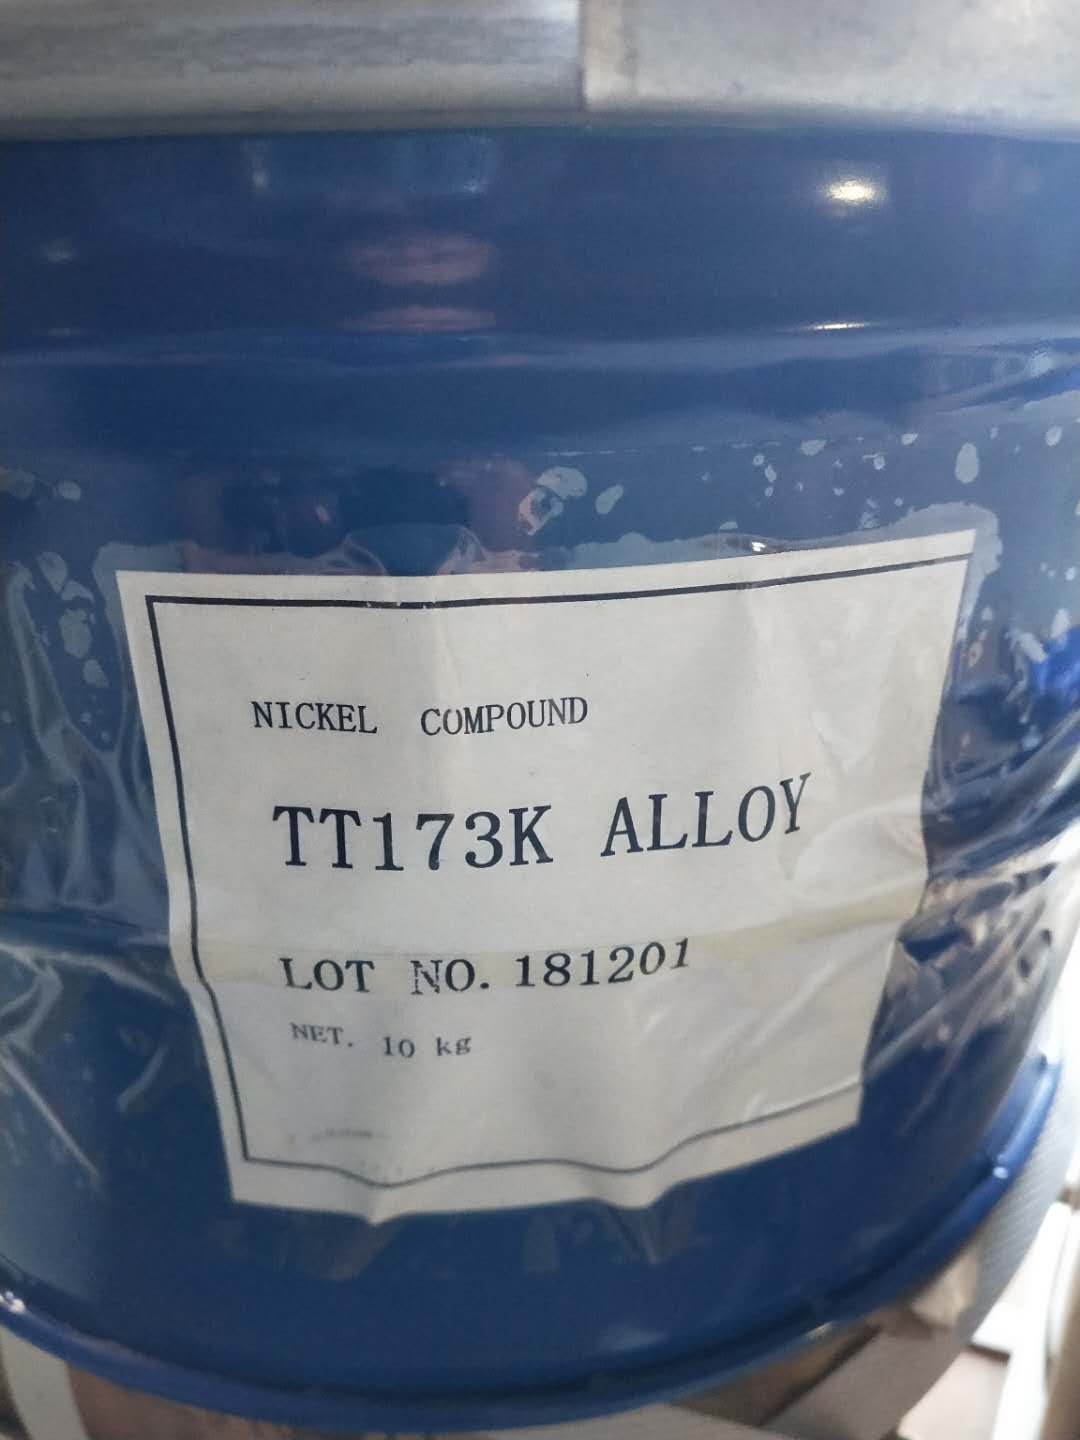 NICKEL COMPOUND
TT173K ALLOY
LOT NO. 181201
NET. 10 kg